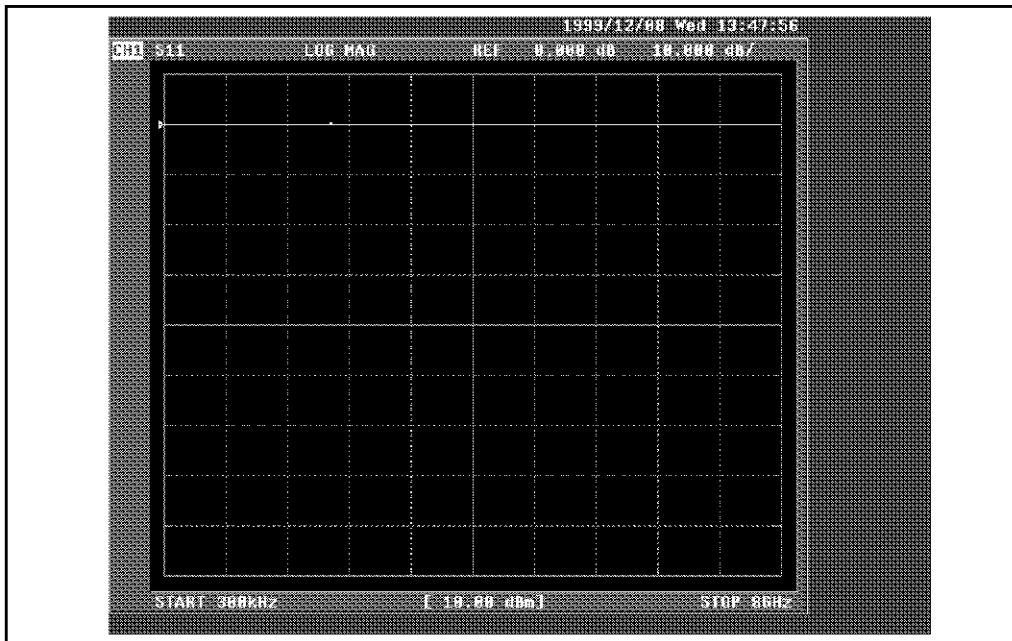 1999/12/08 Wed 13:47:56
CH1 S11 LOG MAG REF 0.000 dB 10.000 dB/
START 300kHz [ 10.00 dBm] STOP 8GHz